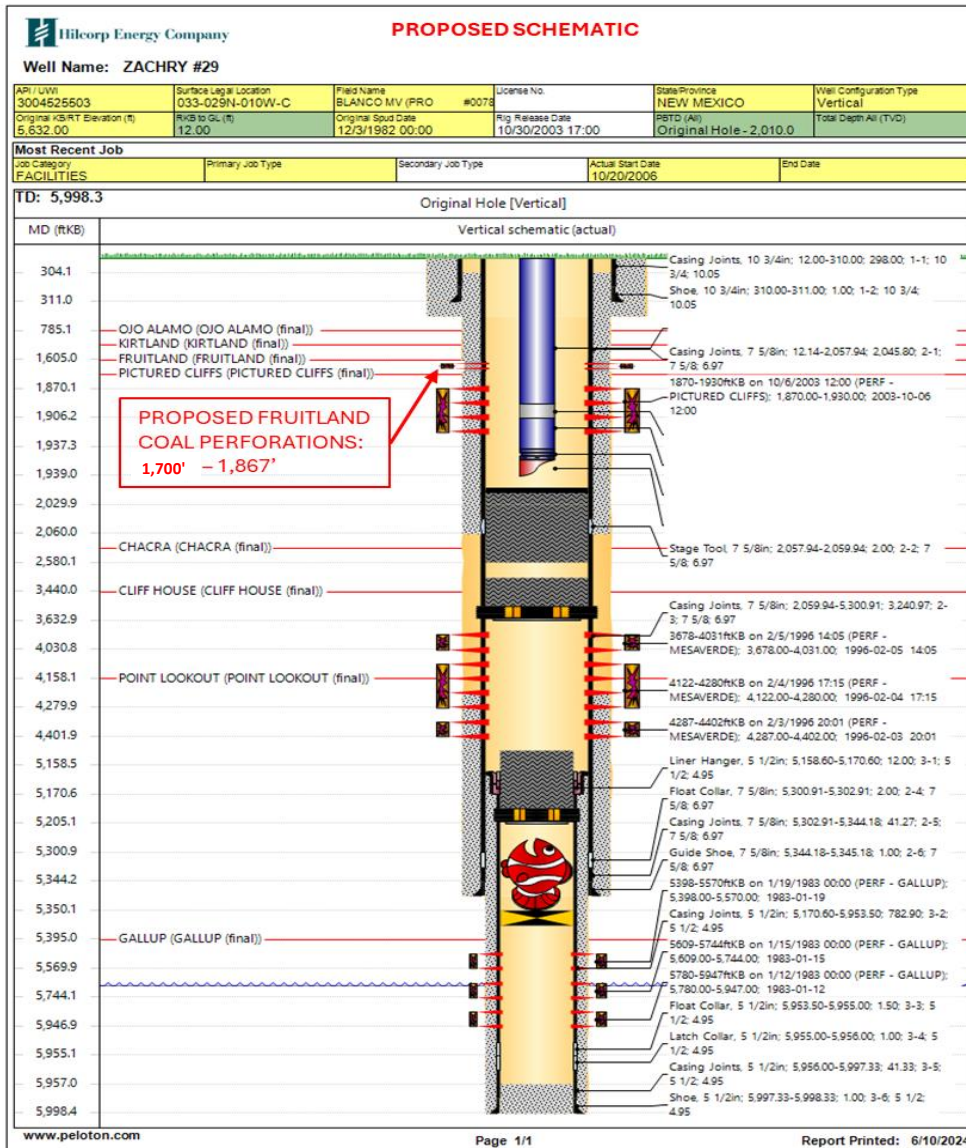 Hilcorp Energy Company
PROPOSED SCHEMATIC
Well Name: ZACHRY #29
API / UWI
3004525503
Surface Legal Location
033-029N-010W-C
Field Name
BLANCO MV (PRO #0078
License No.
State/Province
NEW MEXICO
Well Configuration Type
Vertical
Original KB/RT Elevation (ft)
5,632.00
RKB to GL (ft)
12.00
Original Spud Date
12/3/1982 00:00
Rig Release Date
10/30/2003 17:00
PBTD (All)
Original Hole - 2,010.0
Total Depth All (TVD)
Most Recent Job
Job Category
FACILITIES
Primary Job Type
Secondary Job Type
Actual Start Date
10/20/2006
End Date
TD: 5,998.3
Original Hole [Vertical]
MD (ftKB)
Vertical schematic (actual)
304.1
311.0
785.1
1,605.0
1,870.1
1,906.2
1,937.3
1,939.0
2,029.9
2,060.0
2,580.1
3,440.0
3,632.9
4,030.8
4,158.1
4,279.9
4,401.9
5,158.5
5,170.6
5,205.1
5,300.9
5,344.2
5,350.1
5,395.0
5,569.9
5,744.1
5,946.9
5,955.1
5,957.0
5,998.4
OJO ALAMO (OJO ALAMO (final))
KIRTLAND (KIRTLAND (final))
FRUITLAND (FRUITLAND (final))
PICTURED CLIFFS (PICTURED CLIFFS (final))
PROPOSED FRUITLAND
COAL PERFORATIONS:
1,700' – 1,867'
CHACRA (CHACRA (final))
CLIFF HOUSE (CLIFF HOUSE (final))
POINT LOOKOUT (POINT LOOKOUT (final))
GALLUP (GALLUP (final))
Casing Joints, 10 3/4in; 12.00-310.00; 298.00; 1-1; 10
3/4; 10.05
Shoe, 10 3/4in; 310.00-311.00; 1.00; 1-2; 10 3/4;
10.05
Casing Joints, 7 5/8in; 12.14-2,057.94; 2,045.80; 2-1;
7 5/8; 6.97
1870-1930ftKB on 10/6/2003 12:00 (PERF -
PICTURED CLIFFS); 1,870.00-1,930.00; 2003-10-06
12:00
Stage Tool, 7 5/8in; 2,057.94-2,059.94; 2.00; 2-2; 7
5/8; 6.97
Casing Joints, 7 5/8in; 2,059.94-5,300.91; 3,240.97; 2-
3; 7 5/8; 6.97
3678-4031ftKB on 2/5/1996 14:05 (PERF -
MESAVERDE); 3,678.00-4,031.00; 1996-02-05 14:05
4122-4280ftKB on 2/4/1996 17:15 (PERF -
MESAVERDE); 4,122.00-4,280.00; 1996-02-04 17:15
4287-4402ftKB on 2/3/1996 20:01 (PERF -
MESAVERDE); 4,287.00-4,402.00; 1996-02-03 20:01
Liner Hanger, 5 1/2in; 5,158.60-5,170.60; 12.00; 3-1; 5
1/2; 4.95
Float Collar, 7 5/8in; 5,300.91-5,302.91; 2.00; 2-4; 7
5/8; 6.97
Casing Joints, 7 5/8in; 5,302.91-5,344.18; 41.27; 2-5;
7 5/8; 6.97
Guide Shoe, 7 5/8in; 5,344.18-5,345.18; 1.00; 2-6; 7
5/8; 6.97
5398-5570ftKB on 1/19/1983 00:00 (PERF - GALLUP);
5,398.00-5,570.00; 1983-01-19
Casing Joints, 5 1/2in; 5,170.60-5,953.50; 782.90; 3-2;
5 1/2; 4.95
5609-5744ftKB on 1/15/1983 00:00 (PERF - GALLUP);
5,609.00-5,744.00; 1983-01-15
5780-5947ftKB on 1/12/1983 00:00 (PERF - GALLUP);
5,780.00-5,947.00; 1983-01-12
Float Collar, 5 1/2in; 5,953.50-5,955.00; 1.50; 3-3; 5
1/2; 4.95
Latch Collar, 5 1/2in; 5,955.00-5,956.00; 1.00; 3-4; 5
1/2; 4.95
Casing Joints, 5 1/2in; 5,956.00-5,997.33; 41.33; 3-5;
5 1/2; 4.95
Shoe, 5 1/2in; 5,997.33-5,998.33; 1.00; 3-6; 5 1/2;
4.95
www.peloton.com
Page 1/1
Report Printed: 6/10/2024